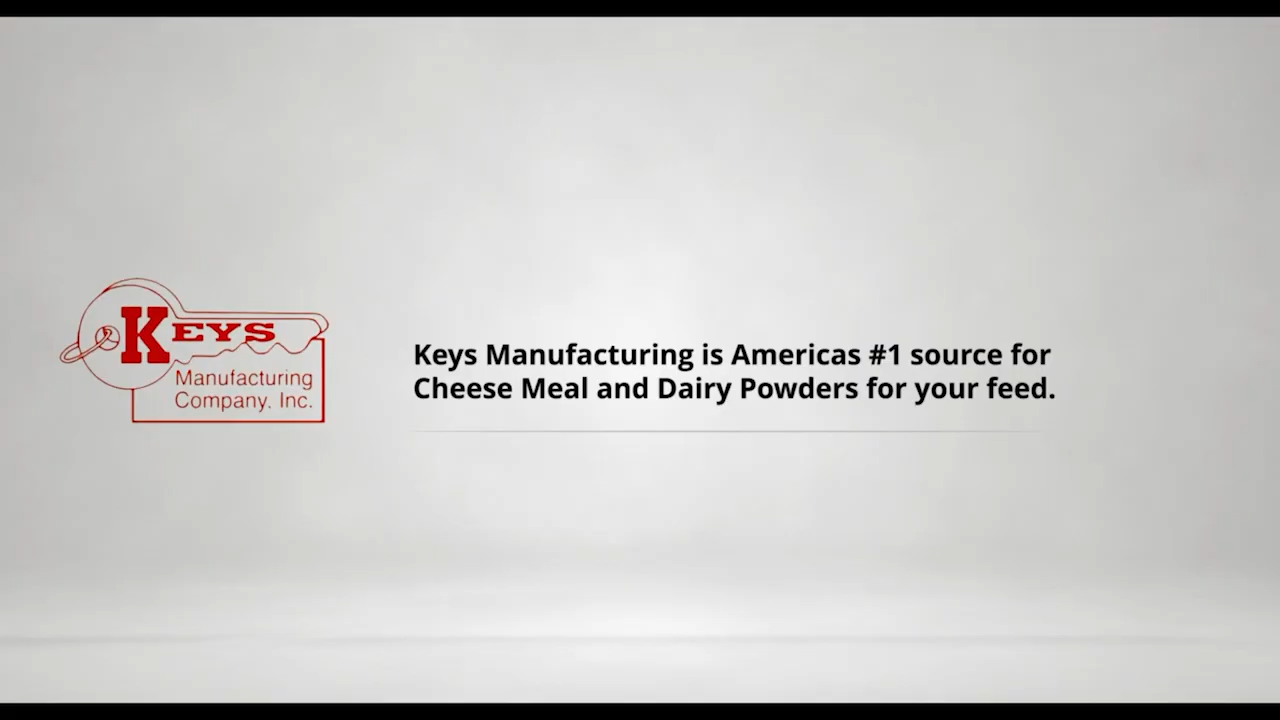 KEYS
Manufacturing
Company, Inc.
Keys Manufacturing is Americas #1 source for
Cheese Meal and Dairy Powders for your feed.